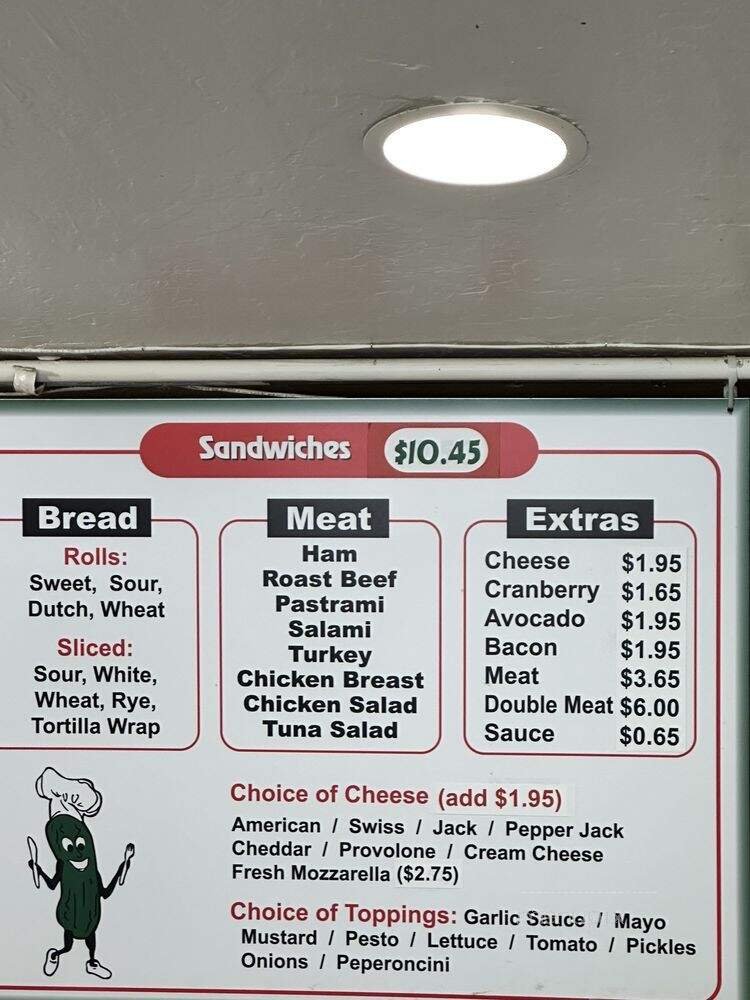 Sandwiches $10.45
Bread
Rolls:
Sweet, Sour,
Dutch, Wheat
Sliced:
Sour, White,
Wheat, Rye,
Tortilla Wrap
Meat
Ham
Roast Beef
Pastrami
Salami
Turkey
Chicken Breast
Chicken Salad
Tuna Salad
Extras
Cheese $1.95
Cranberry $1.65
Avocado $1.95
Bacon $1.95
Meat $3.65
Double Meat $6.00
Sauce $0.65
Choice of Cheese (add $1.95)
American / Swiss / Jack / Pepper Jack
Cheddar / Provolone / Cream Cheese
Fresh Mozzarella ($2.75)
Choice of Toppings: Garlic Sauce / Mayo
Mustard / Pesto / Lettuce / Tomato / Pickles
Onions / Peperoncini